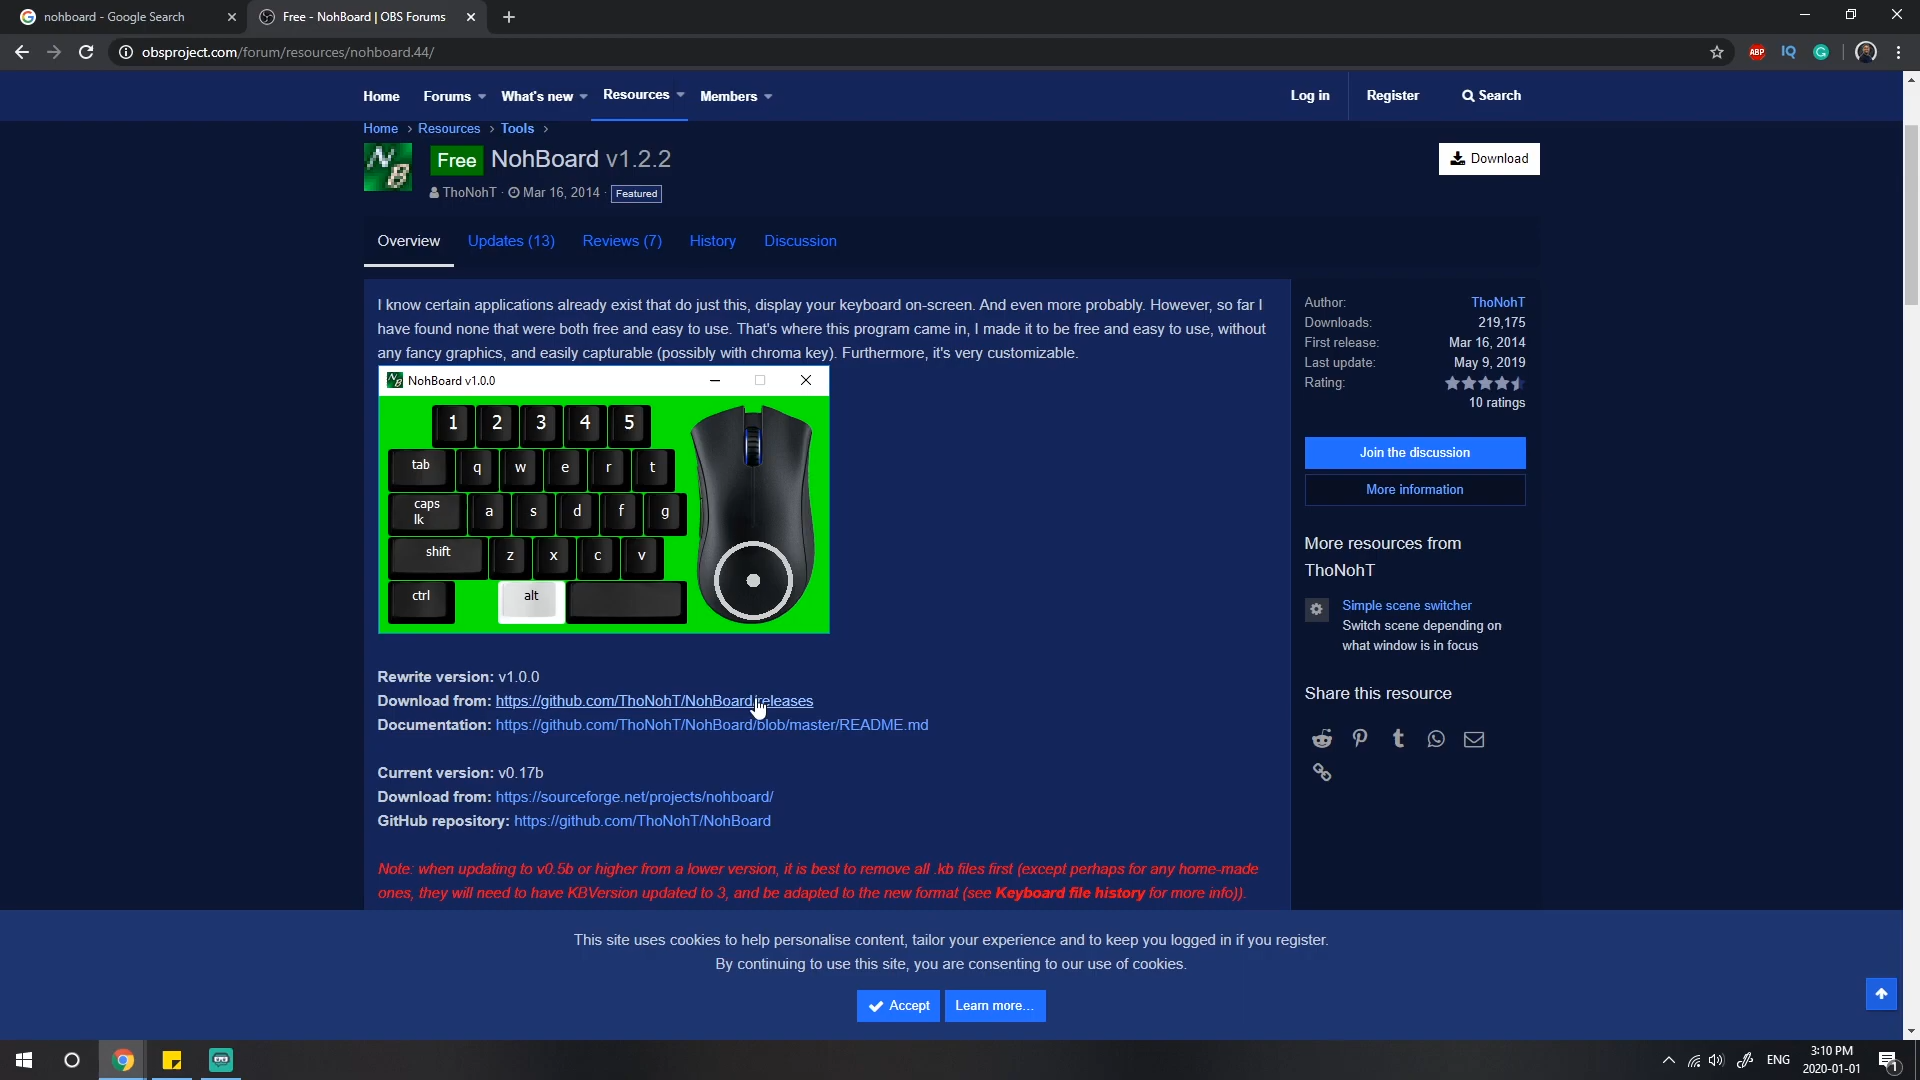 nohboard - Google Search
Free - NohBoard | OBS Forums
obsproject.com/forum/resources/nohboard.44/
ABP
IQ
Home
Forums
What's new
Resources
Members
Log in
Register
Search
Home
Resources
Tools
Free NohBoard v1.2.2
Download
ThoNohT · Mar 16, 2014 · Featured
Overview
Updates (13)
Reviews (7)
History
Discussion
I know certain applications already exist that do just this, display your keyboard on-screen. And even more probably. However, so far I
have found none that were both free and easy to use. That's where this program came in, I made it to be free and easy to use, without
any fancy graphics, and easily capturable (possibly with chroma key). Furthermore, it's very customizable.
NohBoard v1.0.0
1 2 3 4 5
tab q w e r t
caps lk a s d f g
shift z x c v
ctrl alt
Rewrite version: v1.0.0
Download from: https://github.com/ThoNohT/NohBoard/releases
Documentation: https://github.com/ThoNohT/NohBoard/blob/master/README.md
Current version: v0.17b
Download from: https://sourceforge.net/projects/nohboard/
GitHub repository: https://github.com/ThoNohT/NohBoard
Note: when updating to v0.5b or higher from a lower version, it is best to remove all .kb files first (except perhaps for any home-made
ones, they will need to have KBVersion updated to 3, and be adapted to the new format (see Keyboard file history for more info)).
Author: ThoNohT
Downloads: 219,175
First release: Mar 16, 2014
Last update: May 9, 2019
Rating:
10 ratings
Join the discussion
More information
More resources from
ThoNohT
Simple scene switcher
Switch scene depending on
what window is in focus
Share this resource
This site uses cookies to help personalise content, tailor your experience and to keep you logged in if you register.
By continuing to use this site, you are consenting to our use of cookies.
Accept
Learn more…
ENG
3:10 PM
2020-01-01
1